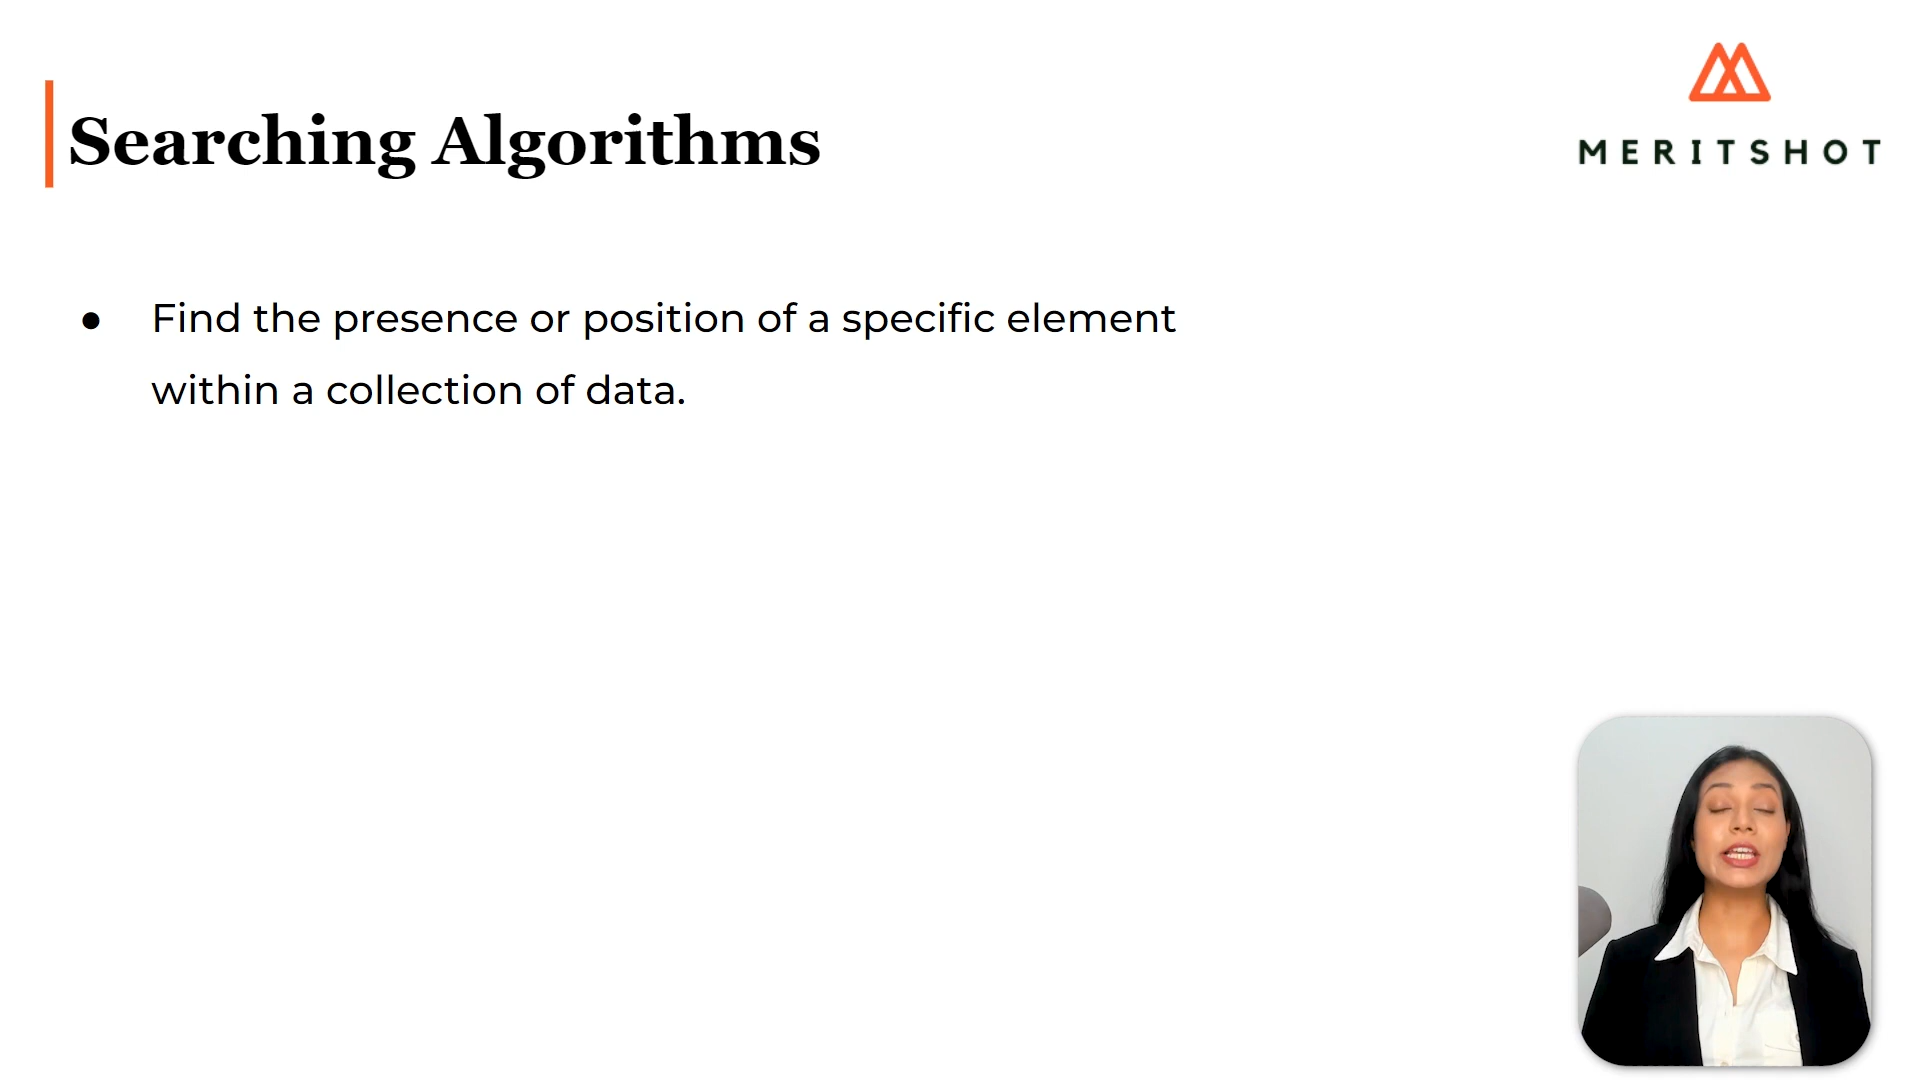 Searching Algorithms
MERITSHOT
● Find the presence or position of a specific element
within a collection of data.